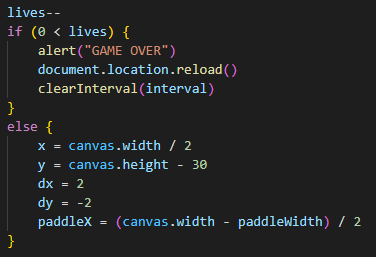 lives--
if (0 < lives) {
    alert("GAME OVER")
    document.location.reload()
    clearInterval(interval)
}
else {
    x = canvas.width / 2
    y = canvas.height - 30
    dx = 2
    dy = -2
    paddleX = (canvas.width - paddleWidth) / 2
}